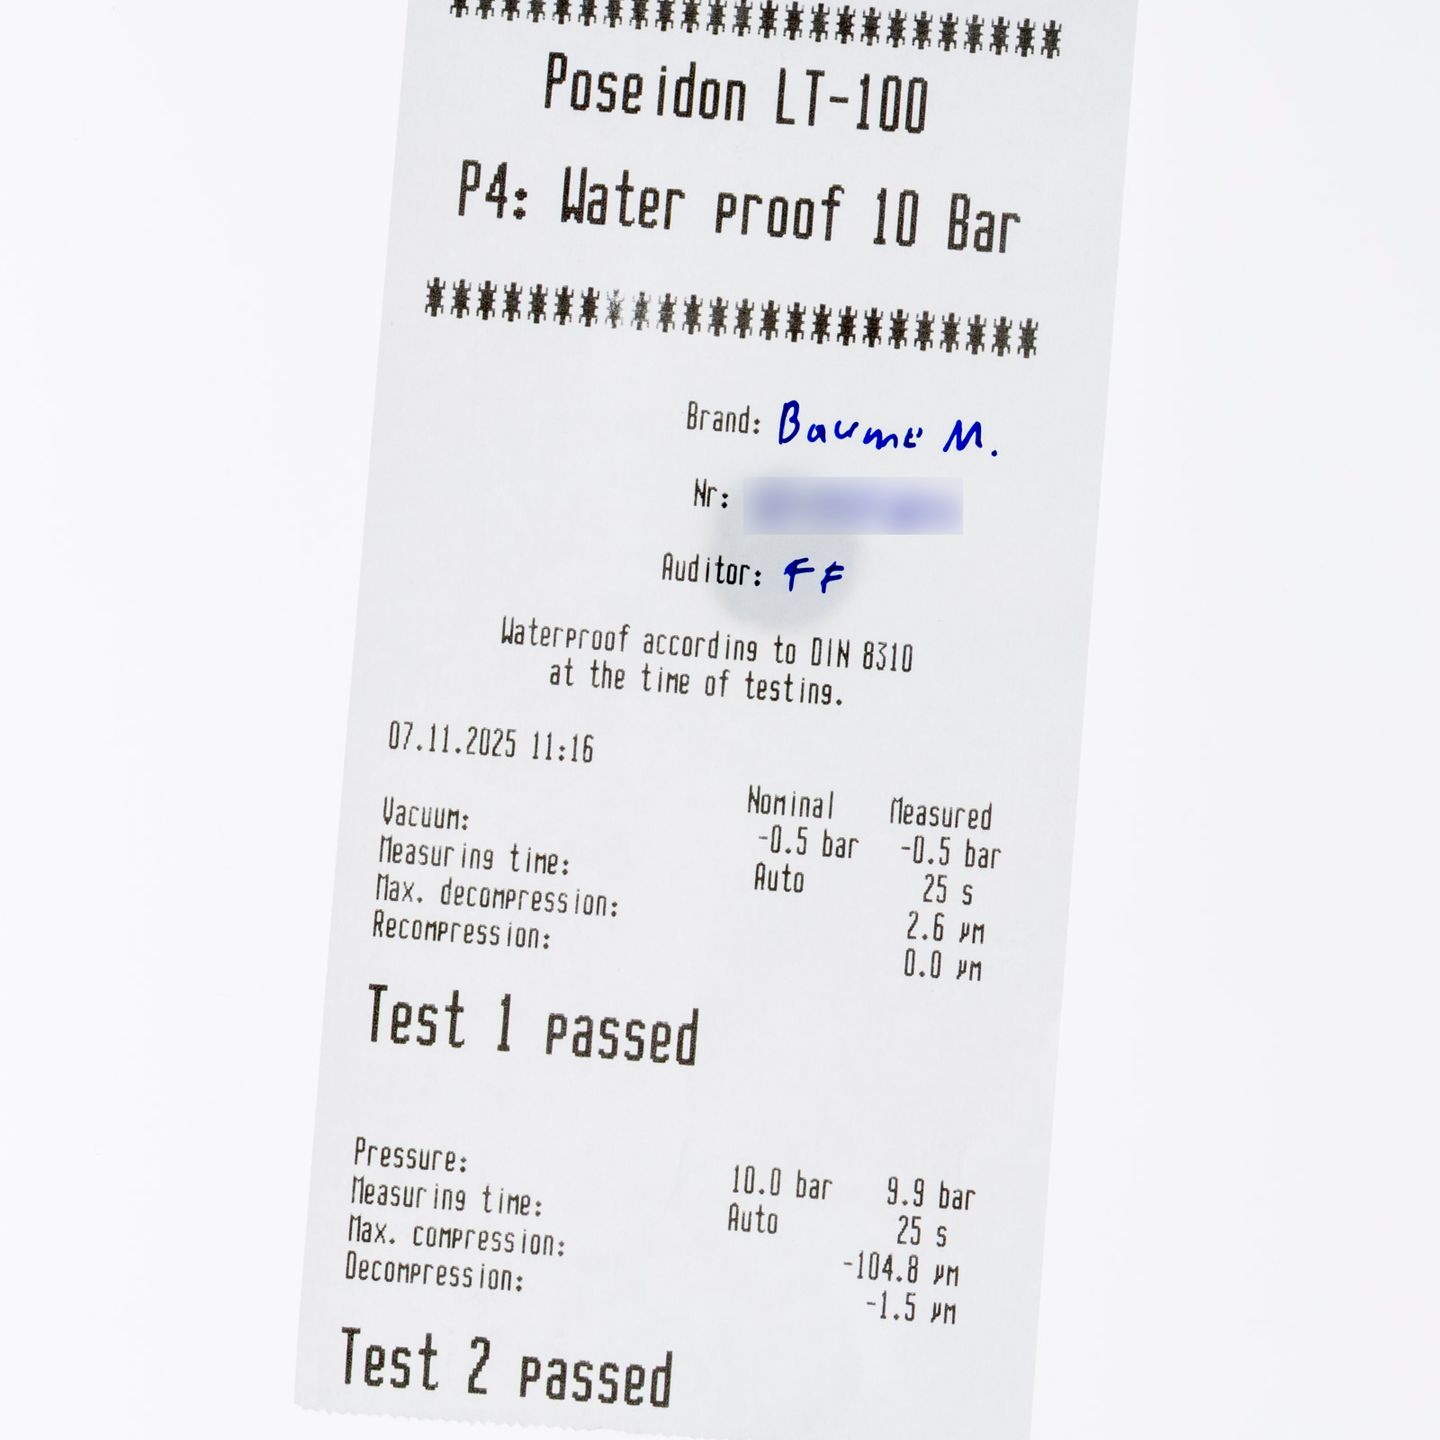 ************************
Poseidon LT-100
P4: Water proof 10 Bar
************************
Brand: Baume M.
Nr:
Auditor: FF
Waterproof according to DIN 8310
at the time of testing.
07.11.2025 11:16
Nominal Measured
Vacuum: -0.5 bar -0.5 bar
Measuring time: Auto 25 s
Max. decompression: 2.6 µm
Recompression: 0.0 µm
Test 1 passed
Pressure: 10.0 bar 9.9 bar
Measuring time: Auto 25 s
Max. compression: -104.8 µm
Decompression: -1.5 µm
Test 2 passed